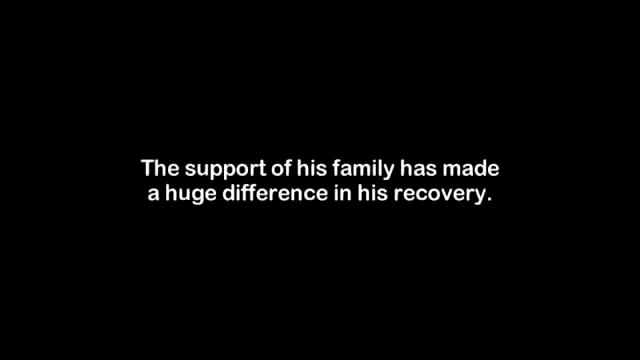 The support of his family has made
a huge difference in his recovery.